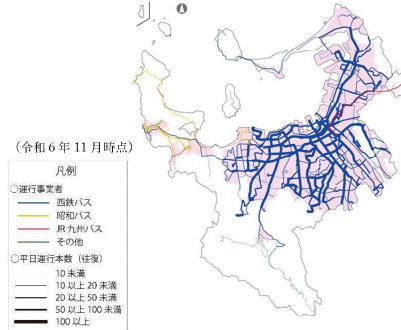 (令和6年11月時点)
凡例
○運行事業者
西鉄バス
昭和バス
JR九州バス
その他
○平日運行本数(往復)
10未満
10以上20未満
20以上50未満
50以上100未満
100以上